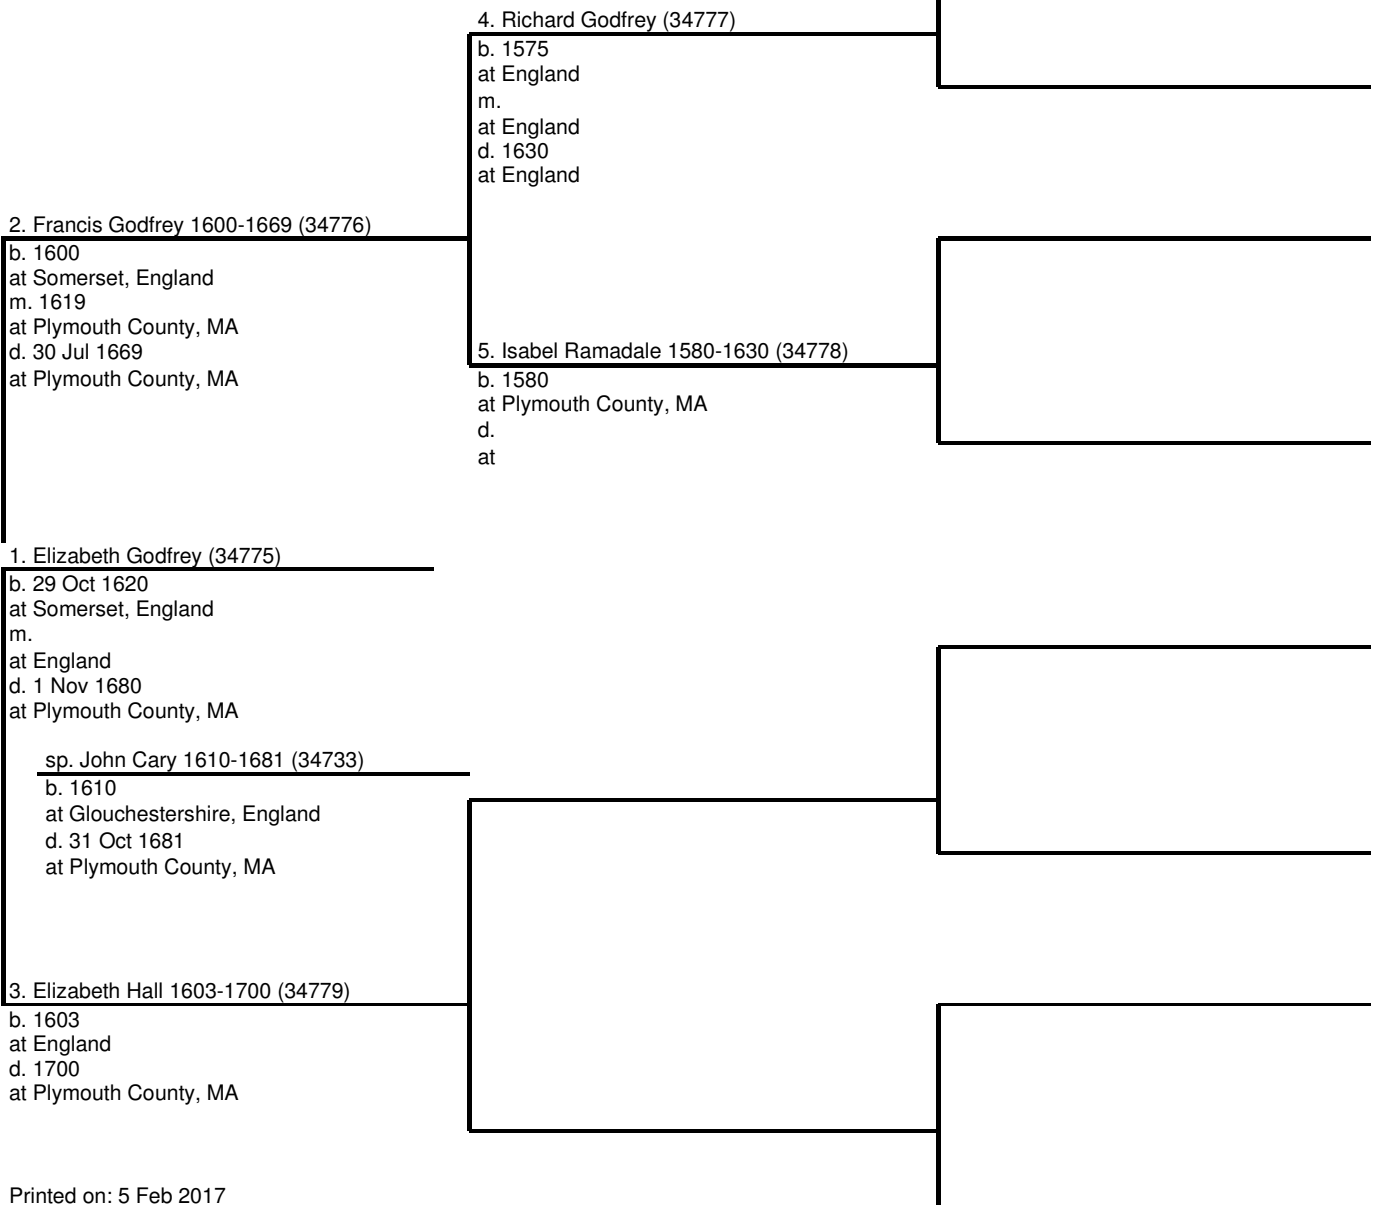 4. Richard Godfrey (34777)
b. 1575
at England
m.
at England
d. 1630
at England
2. Francis Godfrey 1600-1669 (34776)
b. 1600
at Somerset, England
m. 1619
at Plymouth County, MA
d. 30 Jul 1669
at Plymouth County, MA
5. Isabel Ramadale 1580-1630 (34778)
b. 1580
at Plymouth County, MA
d.
at
1. Elizabeth Godfrey (34775)
b. 29 Oct 1620
at Somerset, England
m.
at England
d. 1 Nov 1680
at Plymouth County, MA
sp. John Cary 1610-1681 (34733)
b. 1610
at Glouchestershire, England
d. 31 Oct 1681
at Plymouth County, MA
3. Elizabeth Hall 1603-1700 (34779)
b. 1603
at England
d. 1700
at Plymouth County, MA
Printed on: 5 Feb 2017